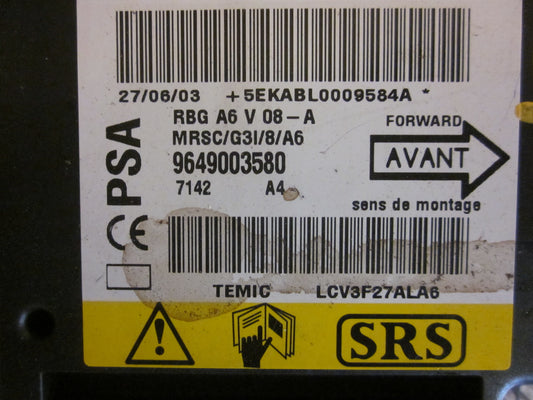 27/06/03 +5EKABL0009584A *
RBG A6 V 08-A
MRSC/G3I/8/A6
9649003580
7142 A4
PSA
CE
FORWARD
AVANT
sens de montage
TEMIC LCV3F27ALA6
SRS